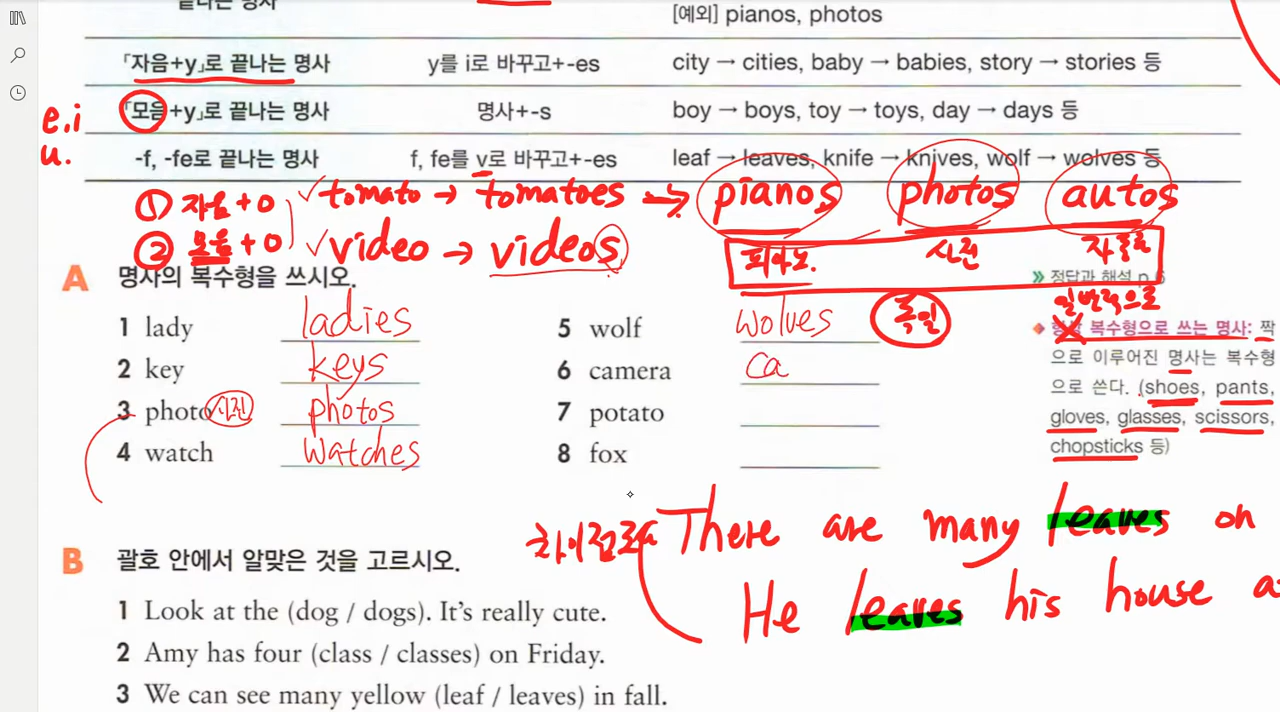 [예외] pianos, photos
「자음+y」로 끝나는 명사 y를 i로 바꾸고+-es city → cities, baby → babies, story → stories 등
e.i 「모음+y」로 끝나는 명사 명사+-s boy → boys, toy → toys, day → days 등
u. -f, -fe로 끝나는 명사 f, fe를 v로 바꾸고+-es leaf → leaves, knife → knives, wolf → wolves 등
① 자음+o ✓tomato → tomatoes → pianos photos autos
② 모음+o ✓video → videos 피아노. 사진
A 명사의 복수형을 쓰시오. » 정답과 해설 p.6
1 lady ladies 5 wolf wolves 일반적으로
◆ 항상 복수형으로 쓰는 명사: 짝
2 key keys 6 camera ca 으로 이루어진 명사는 복수형
3 photo 사진 photos 7 potato 으로 쓴다. (shoes, pants,
gloves, glasses, scissors,
4 watch watches 8 fox chopsticks 등)
There are many leaves on
He leaves his house
B 괄호 안에서 알맞은 것을 고르시오.
1 Look at the (dog / dogs). It's really cute.
2 Amy has four (class / classes) on Friday.
3 We can see many yellow (leaf / leaves) in fall.